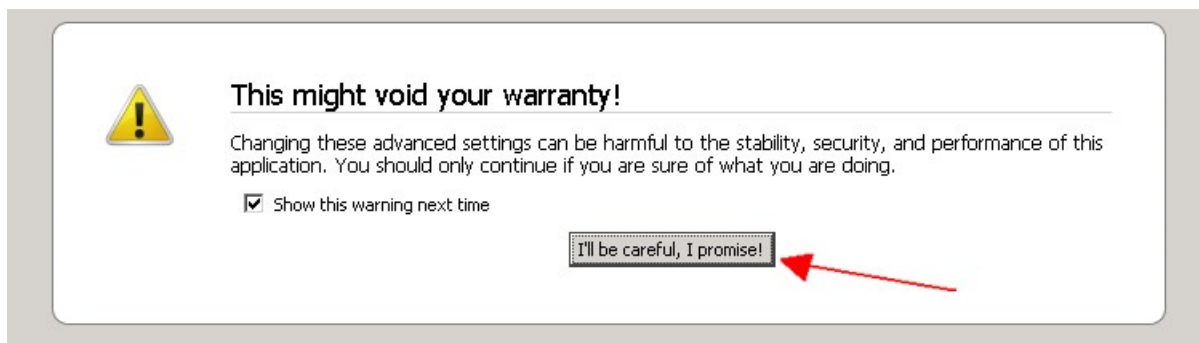 This might void your warranty!
Changing these advanced settings can be harmful to the stability, security, and performance of this
application. You should only continue if you are sure of what you are doing.
Show this warning next time
I'll be careful, I promise!